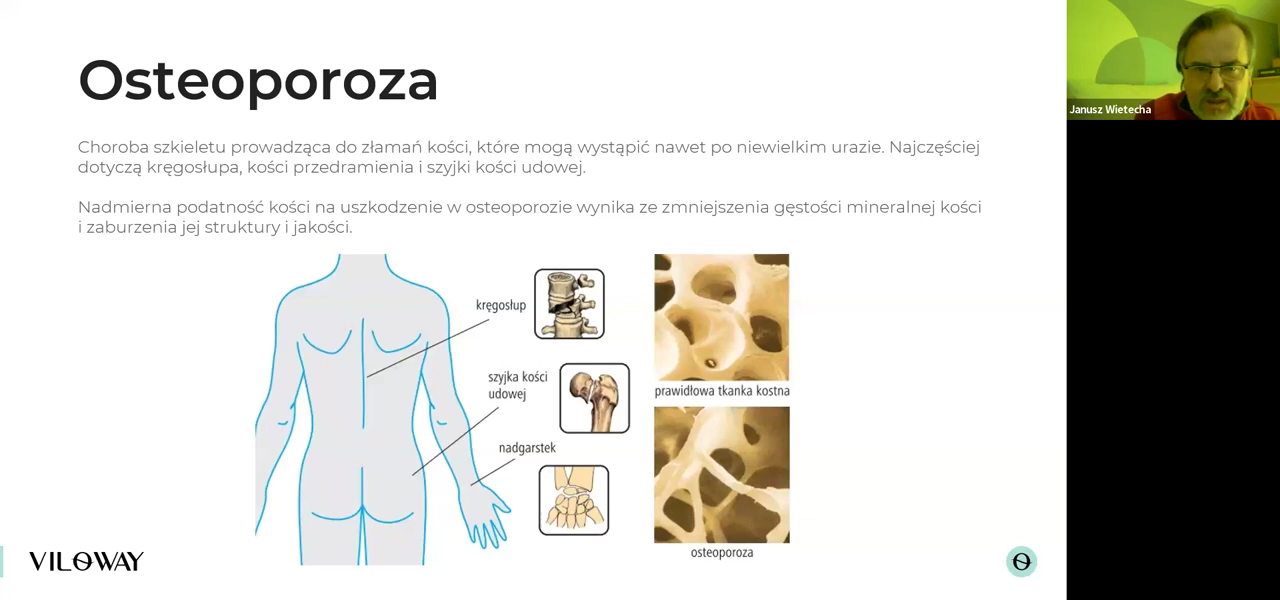 Osteoporoza
Choroba szkieletu prowadząca do złamań kości, które mogą wystąpić nawet po niewielkim urazie. Najczęściej
dotyczą kręgosłupa, kości przedramienia i szyjki kości udowej.
Nadmierna podatność kości na uszkodzenie w osteoporozie wynika ze zmniejszenia gęstości mineralnej kości
i zaburzenia jej struktury i jakości.
kręgosłup
szyjka kości
udowej
nadgarstek
prawidłowa tkanka kostna
osteoporoza
VILOWAY
Janusz Wietecha